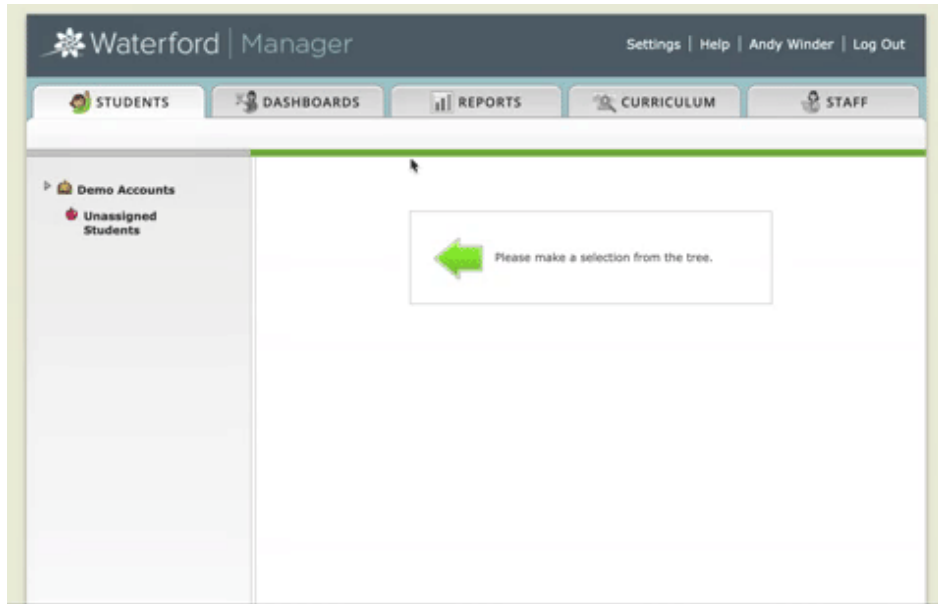 Waterford | Manager
Settings | Help | Andy Winder | Log Out
STUDENTS
DASHBOARDS
REPORTS
CURRICULUM
STAFF
Demo Accounts
Unassigned
Students
Please make a selection from the tree.